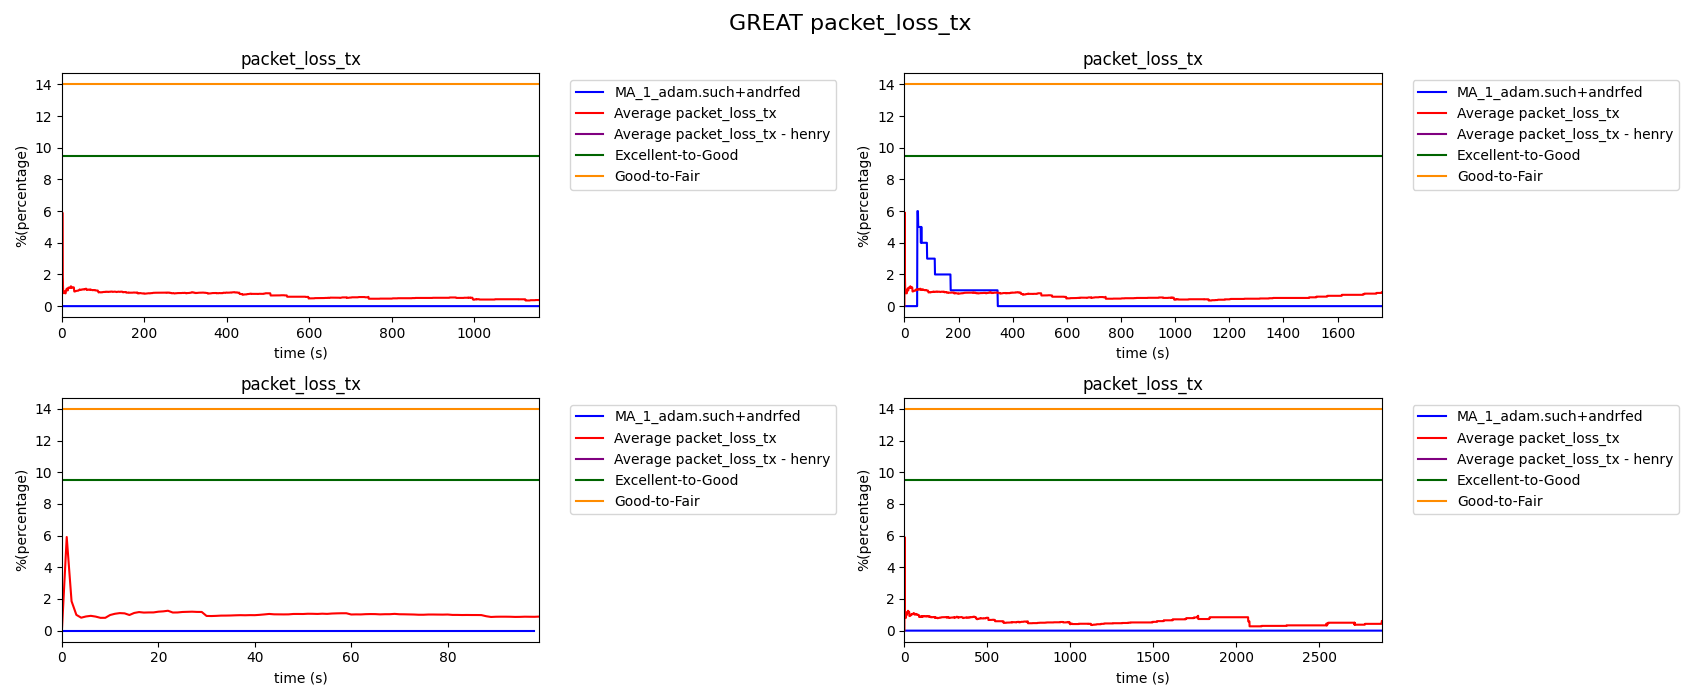 GREAT packet_loss_tx
packet_loss_tx
14
12
10
8
6
4
2
0
%(percentage)
0 200 400 600 800 1000
time (s)
MA_1_adam.such+andrfed
Average packet_loss_tx
Average packet_loss_tx - henry
Excellent-to-Good
Good-to-Fair
packet_loss_tx
14
12
10
8
6
4
2
0
%(percentage)
0 200 400 600 800 1000 1200 1400 1600
time (s)
MA_1_adam.such+andrfed
Average packet_loss_tx
Average packet_loss_tx - henry
Excellent-to-Good
Good-to-Fair
packet_loss_tx
14
12
10
8
6
4
2
0
%(percentage)
0 20 40 60 80
time (s)
MA_1_adam.such+andrfed
Average packet_loss_tx
Average packet_loss_tx - henry
Excellent-to-Good
Good-to-Fair
packet_loss_tx
14
12
10
8
6
4
2
0
%(percentage)
0 500 1000 1500 2000 2500
time (s)
MA_1_adam.such+andrfed
Average packet_loss_tx
Average packet_loss_tx - henry
Excellent-to-Good
Good-to-Fair